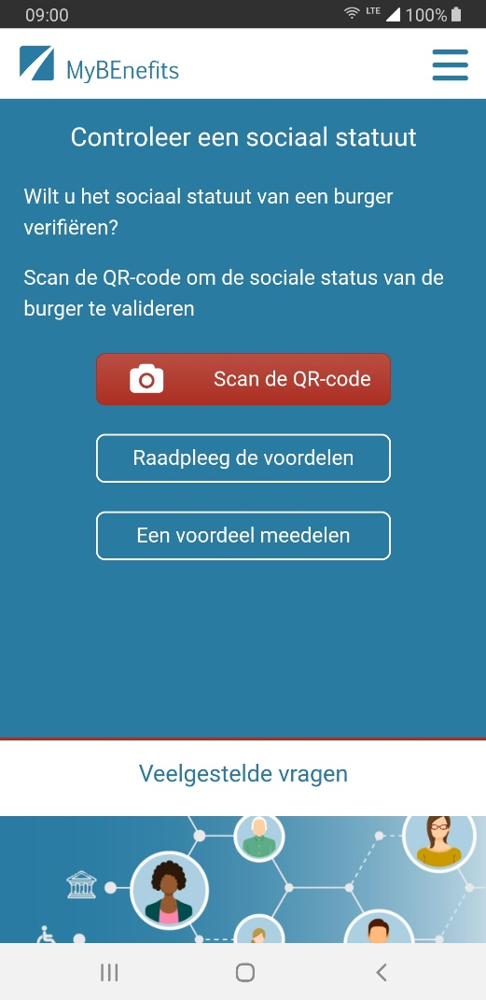 09:00
LTE
100%
MyBEnefits
Controleer een sociaal statuut
Wilt u het sociaal statuut van een burger
verifiëren?
Scan de QR-code om de sociale status van de
burger te valideren
Scan de QR-code
Raadpleeg de voordelen
Een voordeel meedelen
Veelgestelde vragen